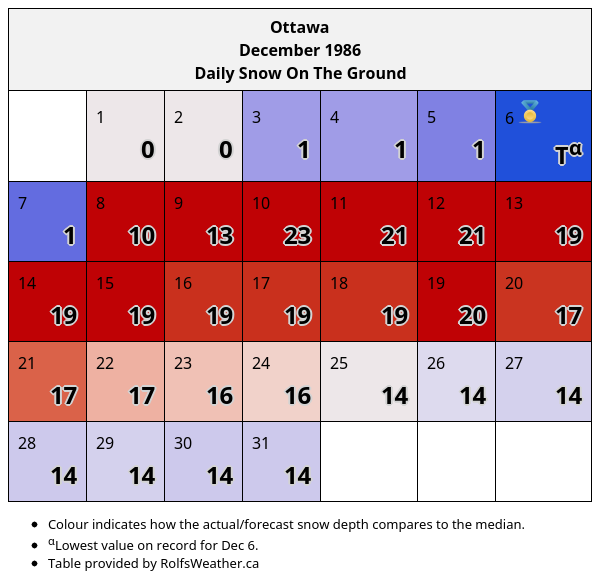 Ottawa
December 1986
Daily Snow On The Ground
1 2 3 4 5 6
0 0 1 1 1 Tα
7 8 9 10 11 12 13
1 10 13 23 21 21 19
14 15 16 17 18 19 20
19 19 19 19 19 20 17
21 22 23 24 25 26 27
17 17 16 16 14 14 14
28 29 30 31
14 14 14 14
Colour indicates how the actual/forecast snow depth compares to the median.
αLowest value on record for Dec 6.
Table provided by RolfsWeather.ca